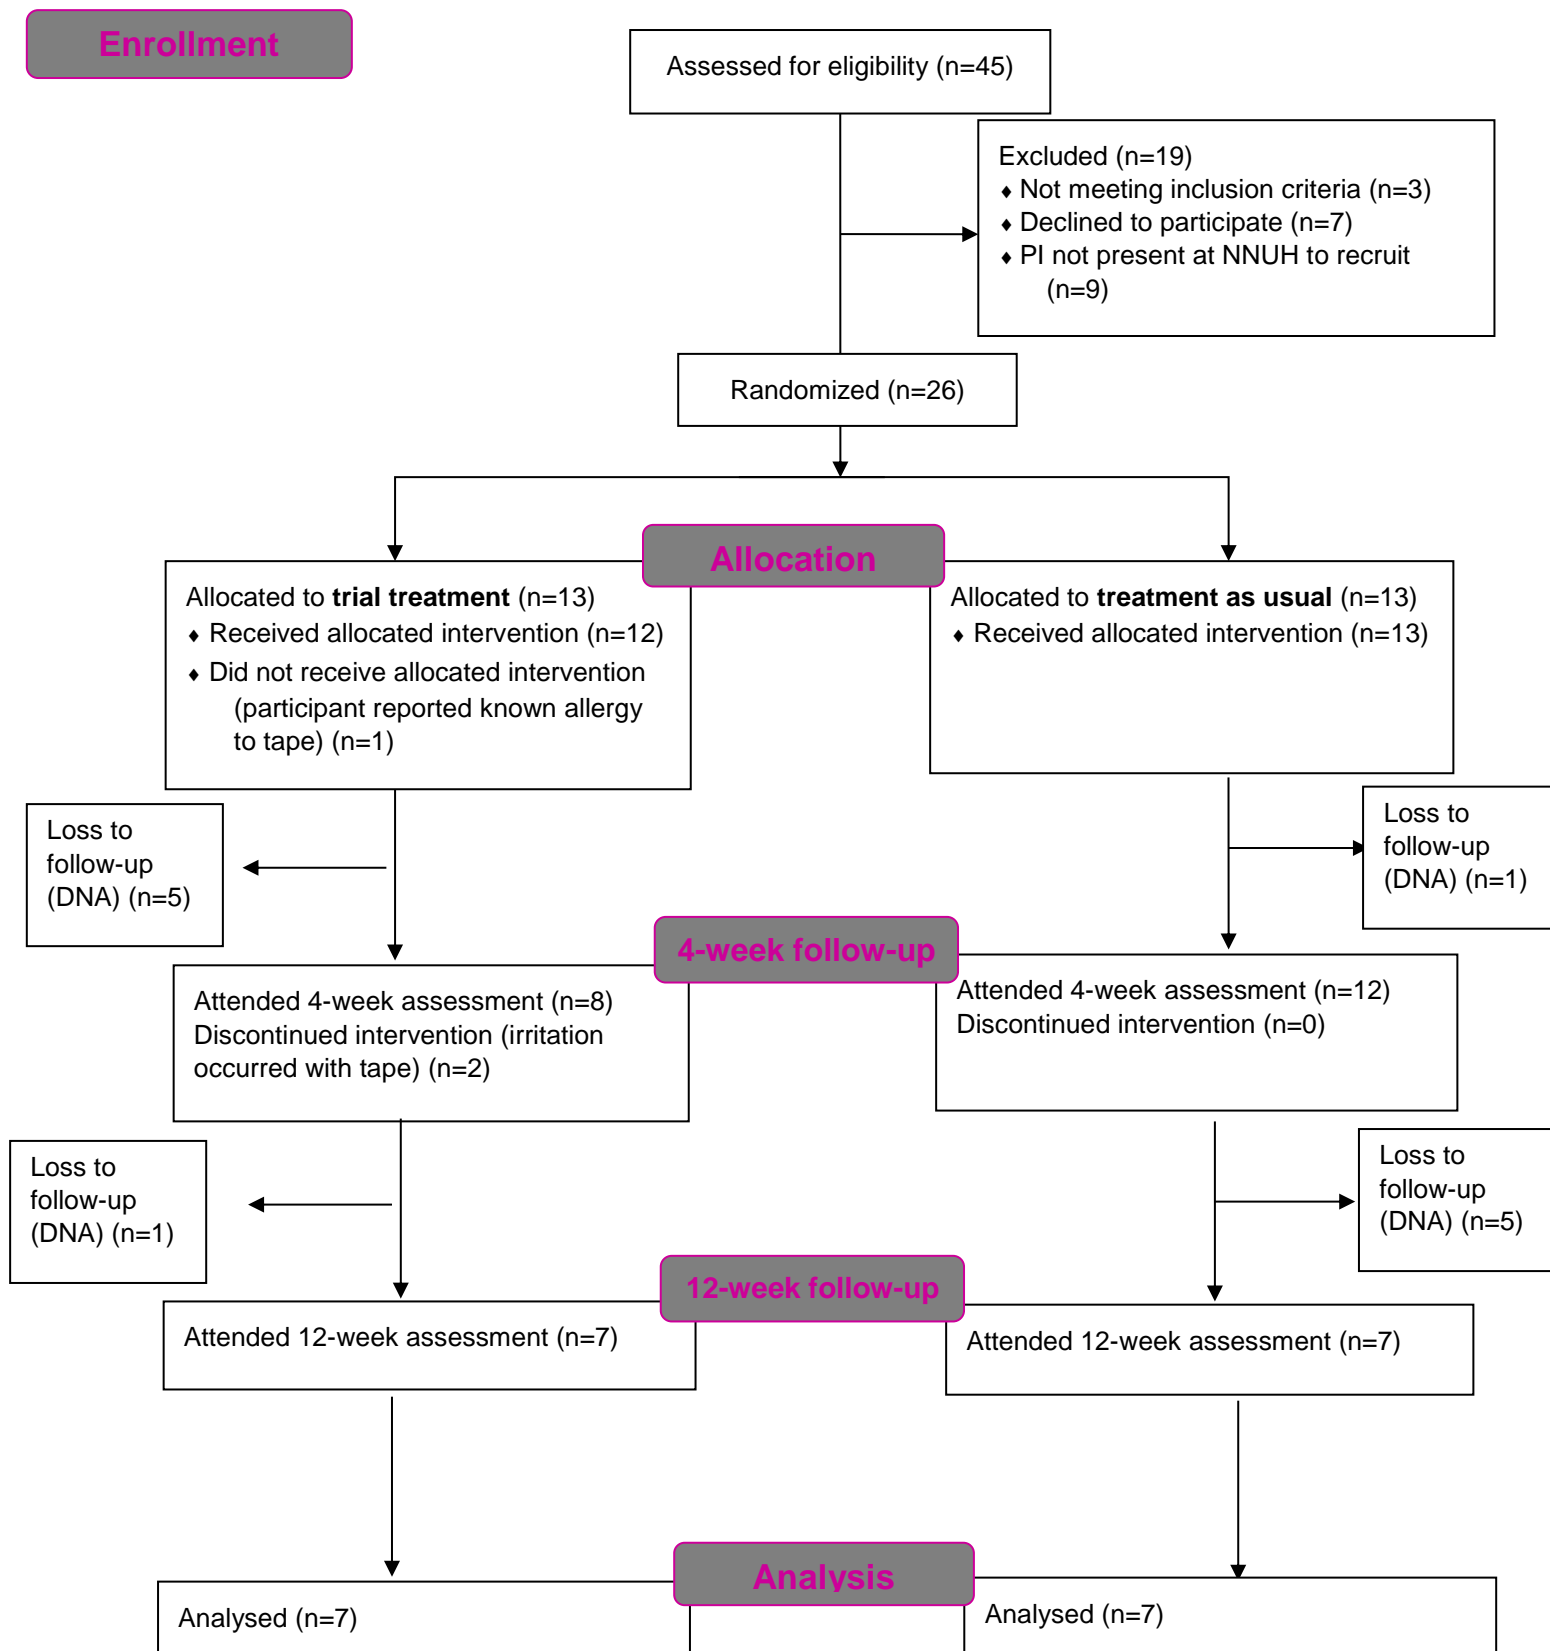 Enrollment
Assessed for eligibility (n=45)
Excluded (n=19)
♦ Not meeting inclusion criteria (n=3)
♦ Declined to participate (n=7)
♦ PI not present at NNUH to recruit
(n=9)
Randomized (n=26)
Allocation
Allocated to trial treatment (n=13)
♦ Received allocated intervention (n=12)
♦ Did not receive allocated intervention
(participant reported known allergy
to tape) (n=1)
Allocated to treatment as usual (n=13)
♦ Received allocated intervention (n=13)
Loss to
follow-up
(DNA) (n=5)
Loss to
follow-up
(DNA) (n=1)
4-week follow-up
Attended 4-week assessment (n=8)
Discontinued intervention (irritation
occurred with tape) (n=2)
Attended 4-week assessment (n=12)
Discontinued intervention (n=0)
Loss to
follow-up
(DNA) (n=1)
Loss to
follow-up
(DNA) (n=5)
12-week follow-up
Attended 12-week assessment (n=7)
Attended 12-week assessment (n=7)
Analysis
Analysed (n=7)
Analysed (n=7)